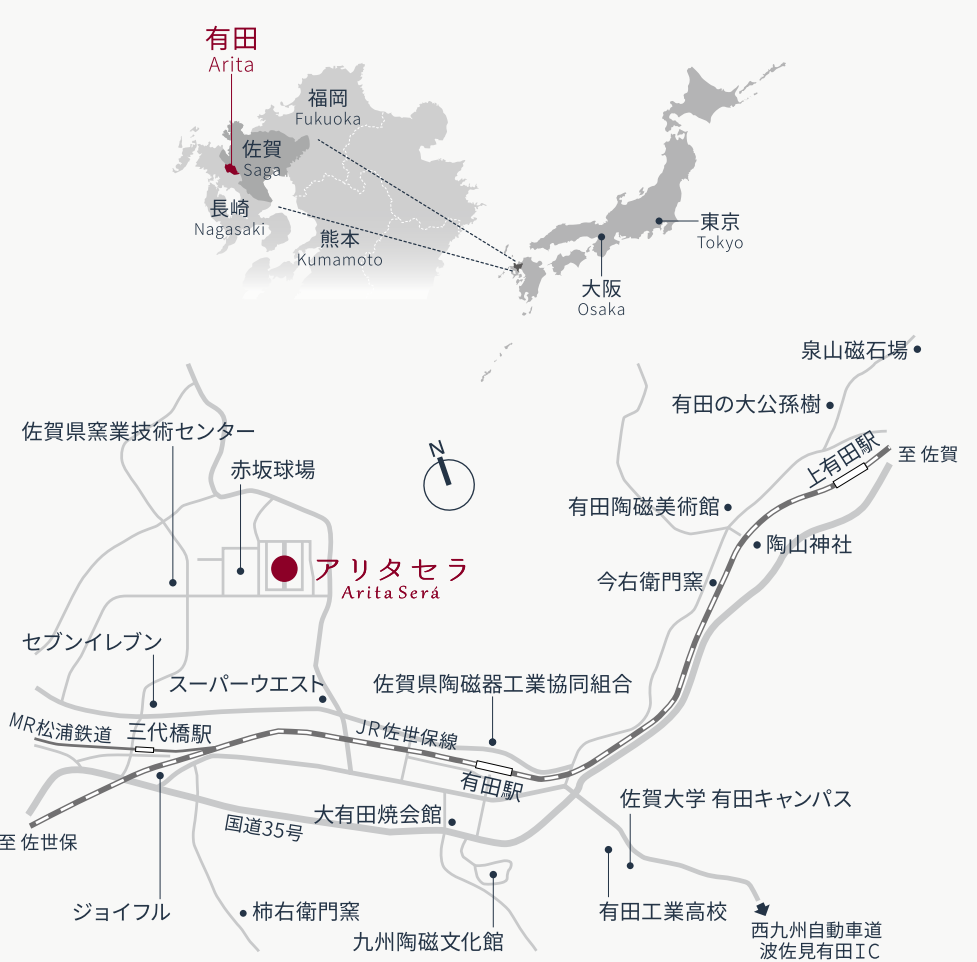 有田
Arita
福岡
Fukuoka
佐賀
Saga
長崎
Nagasaki
熊本
Kumamoto
東京
Tokyo
大阪
Osaka
泉山磁石場
有田の大公孫樹
佐賀県窯業技術センター
上有田駅
至 佐賀
N
赤坂球場
有田陶磁美術館
陶山神社
アリタセラ
Arita Será
今右衛門窯
セブンイレブン
スーパーウエスト
佐賀県陶磁器工業協同組合
MR松浦鉄道
三代橋駅
JR佐世保線
有田駅
佐賀大学 有田キャンパス
大有田焼会館
国道35号
至 佐世保
ジョイフル
柿右衛門窯
有田工業高校
九州陶磁文化館
西九州自動車道
波佐見有田IC